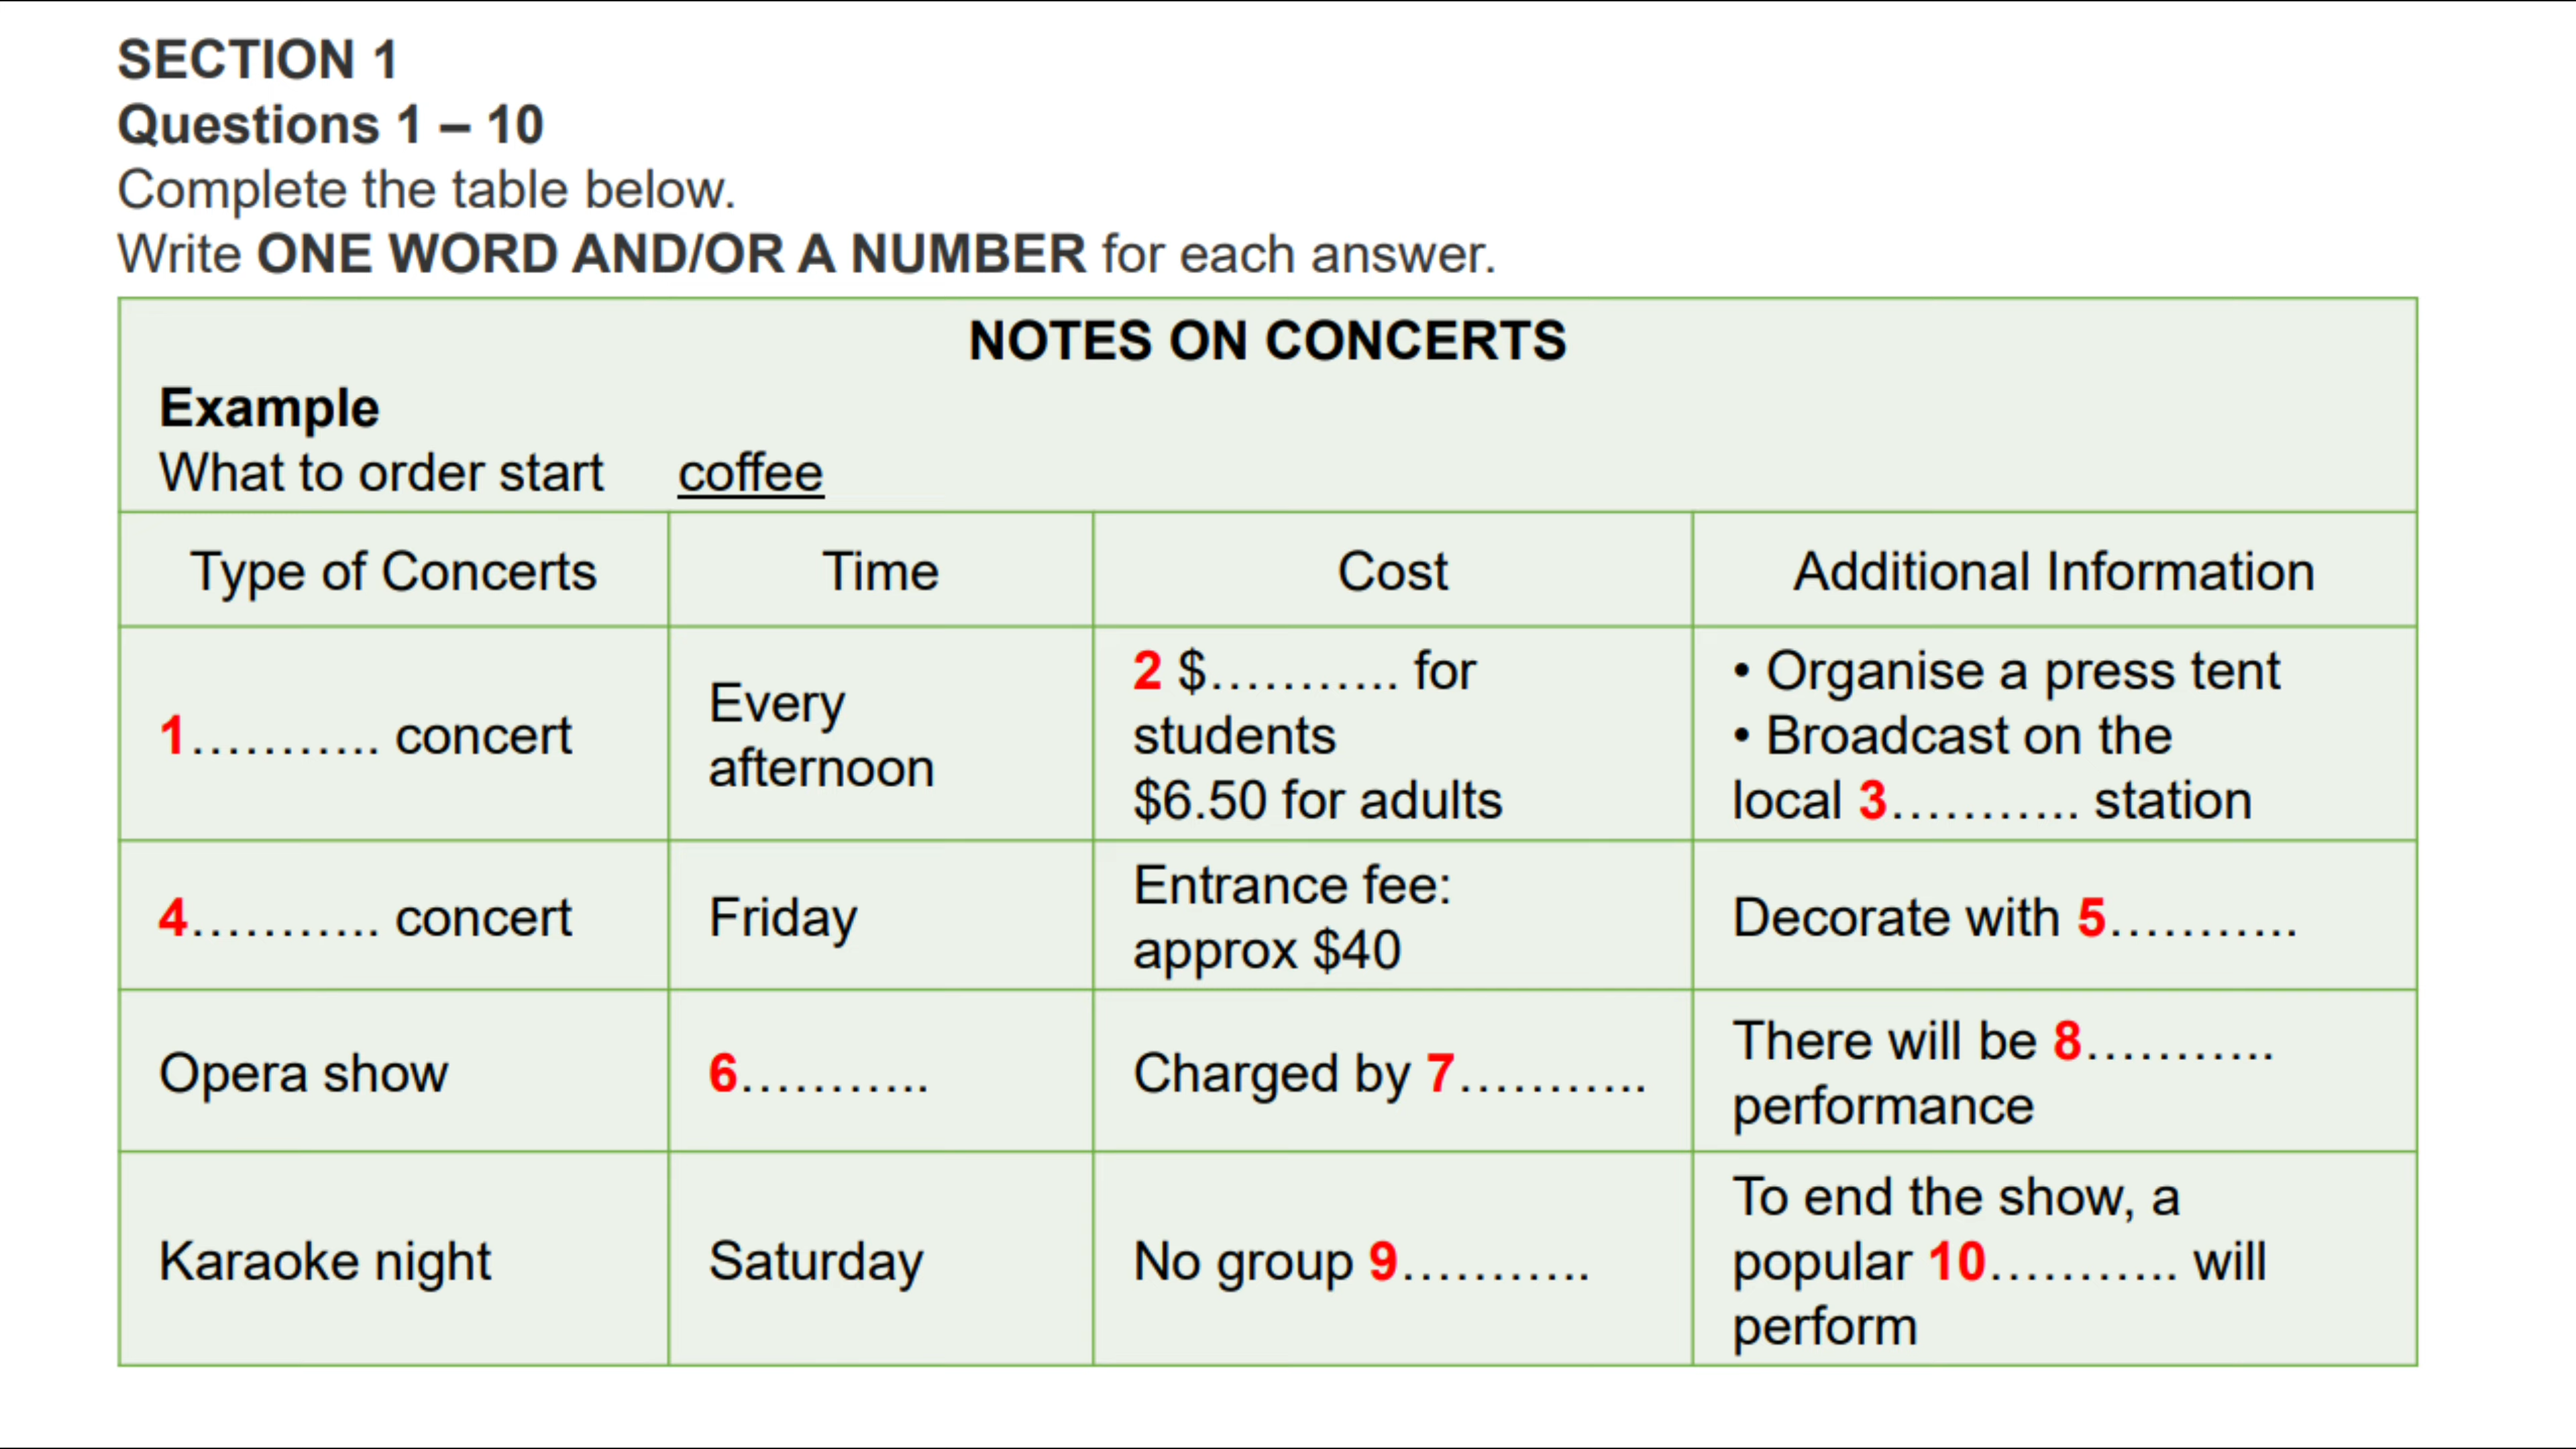 SECTION 1
Questions 1 – 10
Complete the table below.
Write ONE WORD AND/OR A NUMBER for each answer.
NOTES ON CONCERTS
Example
What to order start coffee
Type of Concerts
Time
Cost
Additional Information
1……….. concert
Every
afternoon
2 $……….. for
students
$6.50 for adults
• Organise a press tent
• Broadcast on the
local 3……….. station
4……….. concert
Friday
Entrance fee:
approx $40
Decorate with 5………..
Opera show
6………..
Charged by 7………..
There will be 8………..
performance
Karaoke night
Saturday
No group 9………..
To end the show, a
popular 10……….. will
perform